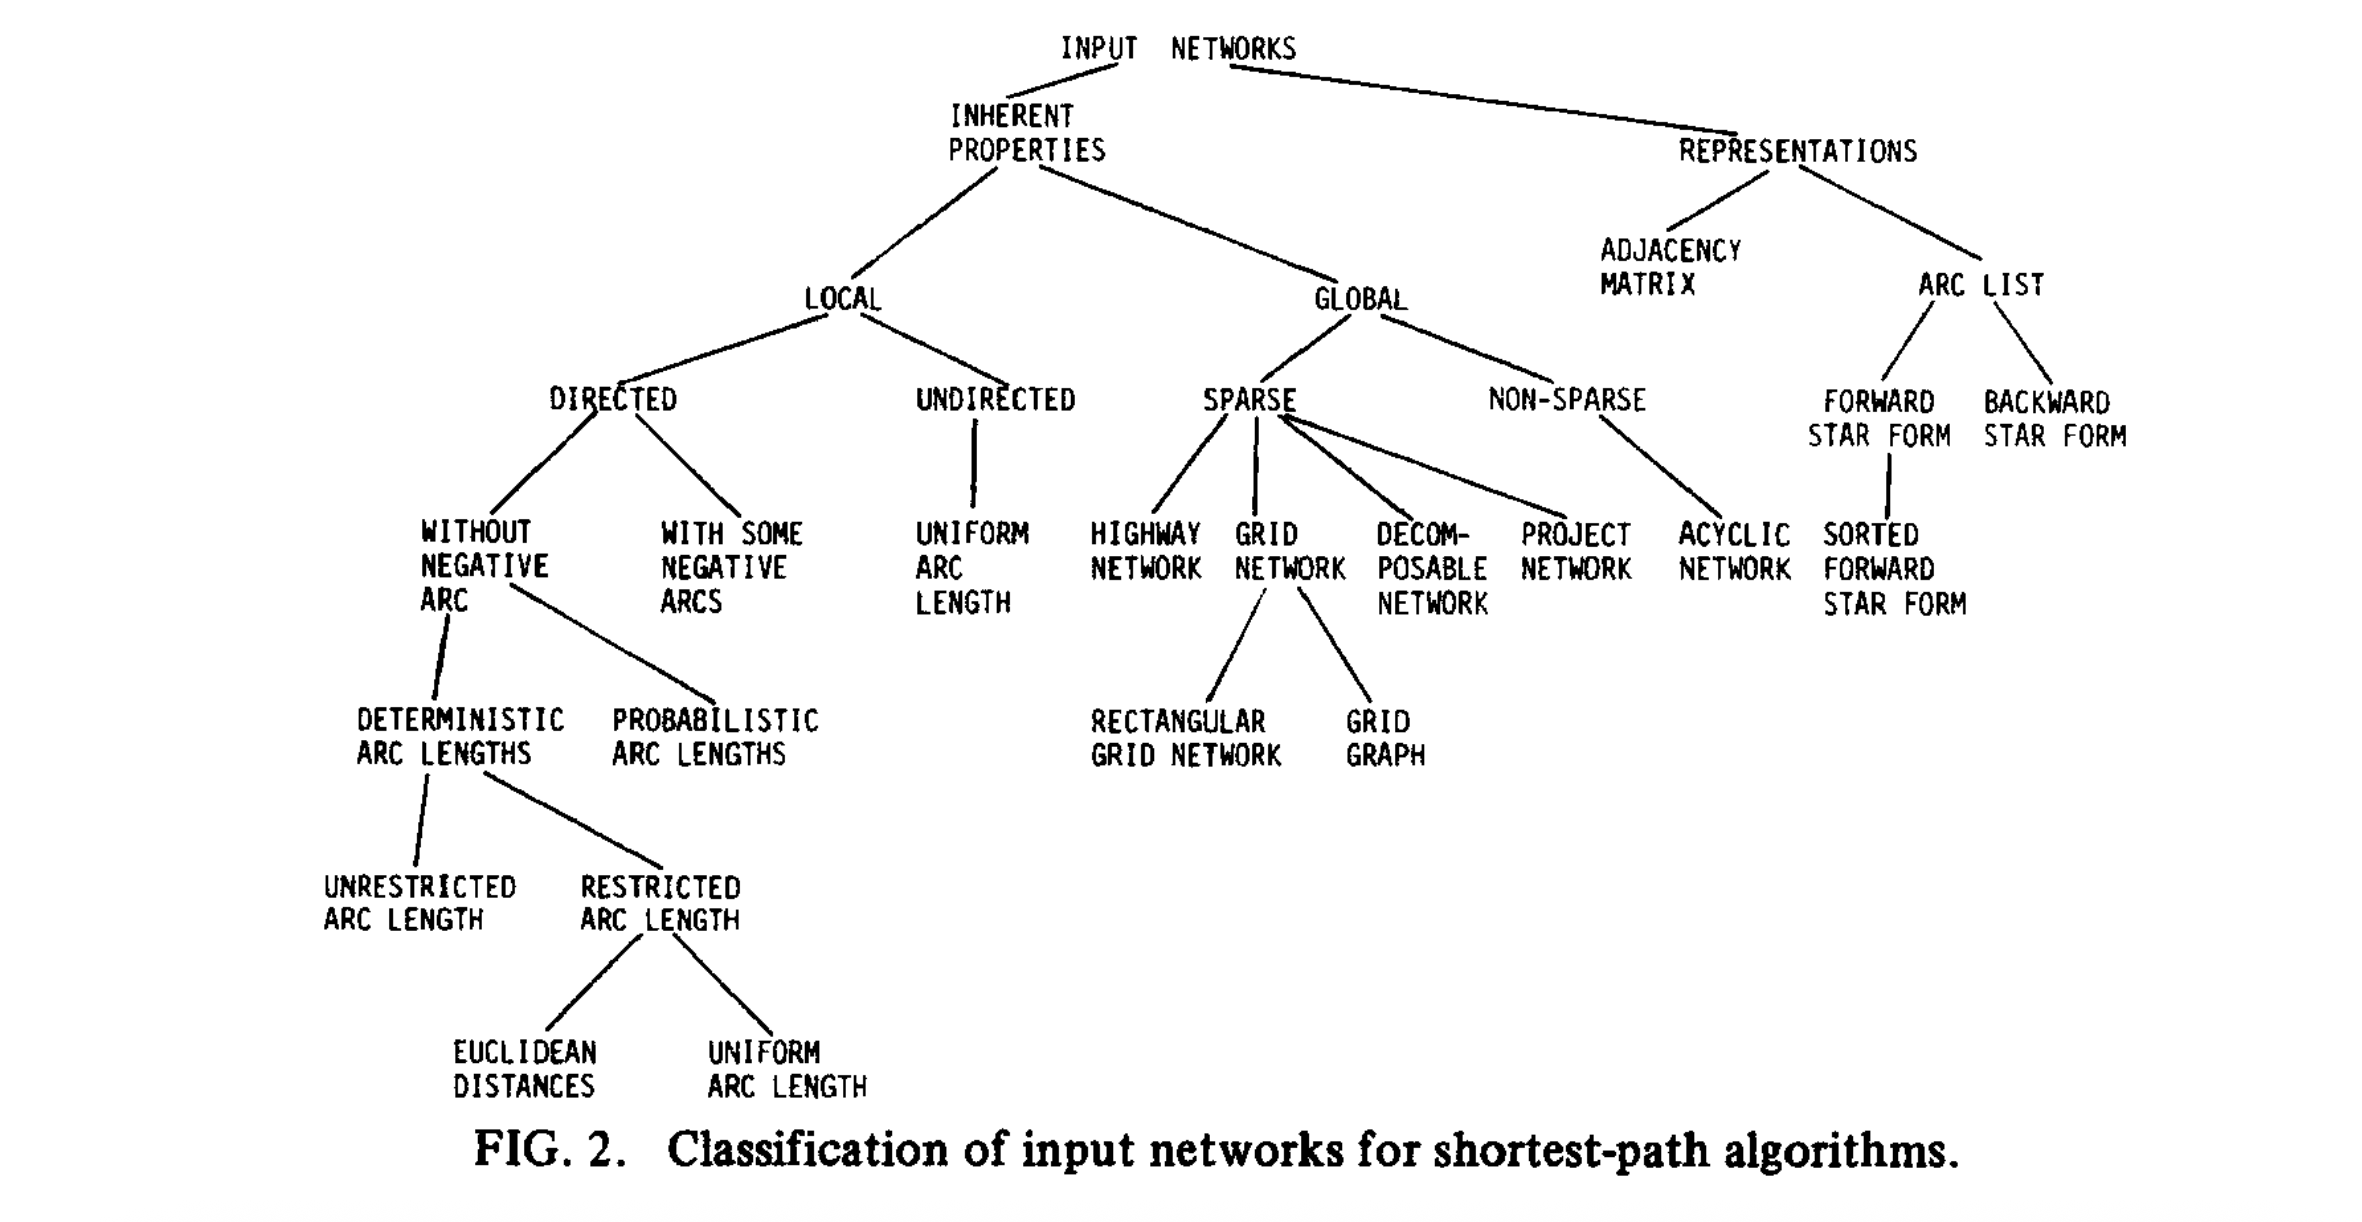 INPUT NETWORKS
INHERENT
PROPERTIES
REPRESENTATIONS
ADJACENCY
MATRIX
ARC LIST
LOCAL
GLOBAL
DIRECTED
UNDIRECTED
SPARSE
NON-SPARSE
FORWARD
STAR FORM
BACKWARD
STAR FORM
WITHOUT
NEGATIVE
ARC
WITH SOME
NEGATIVE
ARCS
UNIFORM
ARC
LENGTH
HIGHWAY
NETWORK
GRID
NETWORK
DECOM-
POSABLE
NETWORK
PROJECT
NETWORK
ACYCLIC
NETWORK
SORTED
FORWARD
STAR FORM
DETERMINISTIC
ARC LENGTHS
PROBABILISTIC
ARC LENGTHS
RECTANGULAR
GRID NETWORK
GRID
GRAPH
UNRESTRICTED
ARC LENGTH
RESTRICTED
ARC LENGTH
EUCLIDEAN
DISTANCES
UNIFORM
ARC LENGTH
FIG. 2. Classification of input networks for shortest-path algorithms.